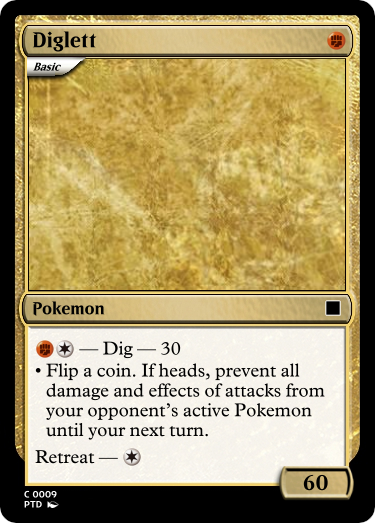 Diglett
Basic
Pokemon
— Dig — 30
• Flip a coin. If heads, prevent all
damage and effects of attacks from
your opponent's active Pokemon
until your next turn.
Retreat —
60
C 0009
PTD